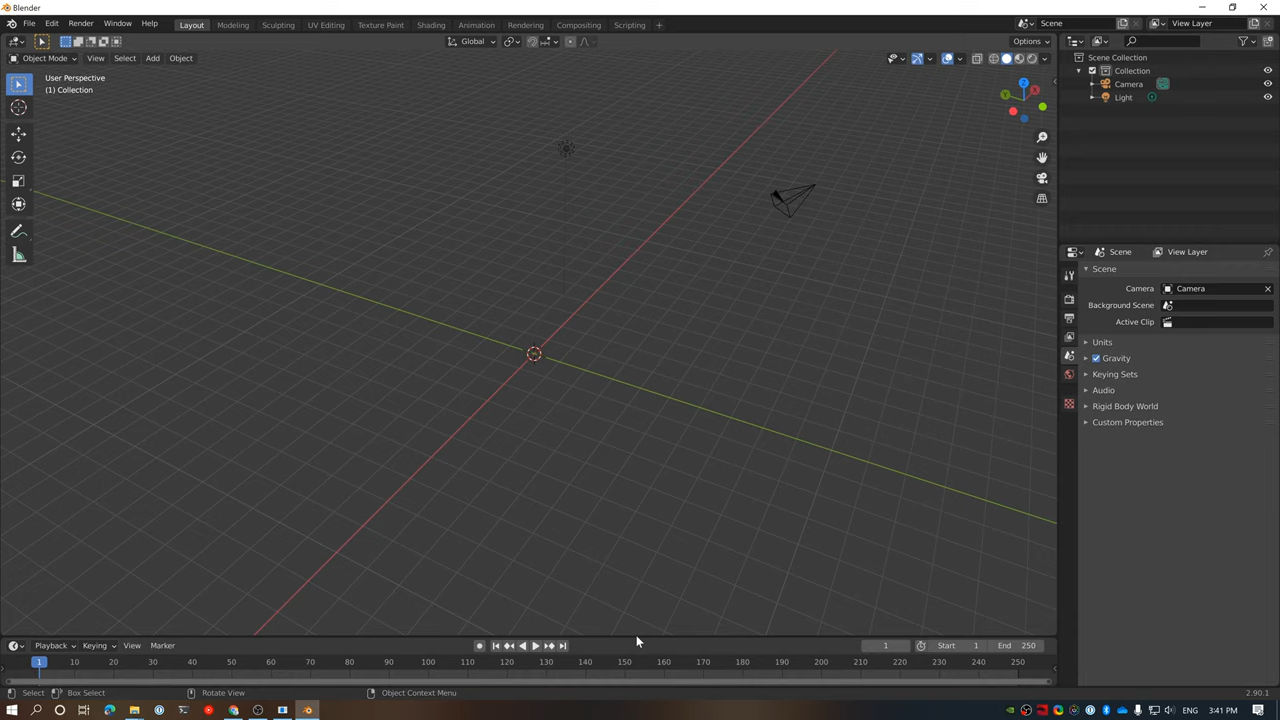 Blender
File Edit Render Window Help Layout Modeling Sculpting UV Editing Texture Paint Shading Animation Rendering Compositing Scripting + Scene View Layer
Global Options
Object Mode View Select Add Object
User Perspective
(1) Collection
Z
X
Y
Scene Collection
Collection
Camera
Light
Scene View Layer
Scene
Camera Camera
Background Scene
Active Clip
Units
Gravity
Keying Sets
Audio
Rigid Body World
Custom Properties
Playback Keying View Marker 1 Start 1 End 250
1 10 20 30 40 50 60 70 80 90 100 110 120 130 140 150 160 170 180 190 200 210 220 230 240 250
Select Box Select Rotate View Object Context Menu 2.90.1
ENG 3:41 PM